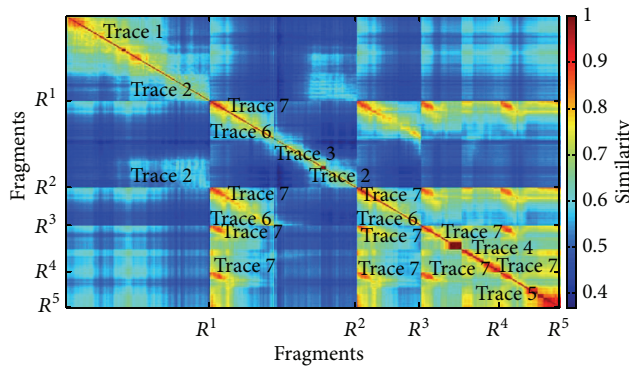 Trace 1
Trace 2
Trace 7
Trace 6
Trace 3
Trace 2
Trace 2
Trace 7
Trace 7
Trace 6
Trace 6
Trace 7
Trace 7
Trace 7
Trace 4
Trace 7
Trace 7
Trace 7
Trace 7
Trace 5
R¹
R²
R³
R⁴
R⁵
Fragments
R¹
R²
R³
R⁴
R⁵
Fragments
1
0.9
0.8
0.7
0.6
0.5
0.4
Similarity